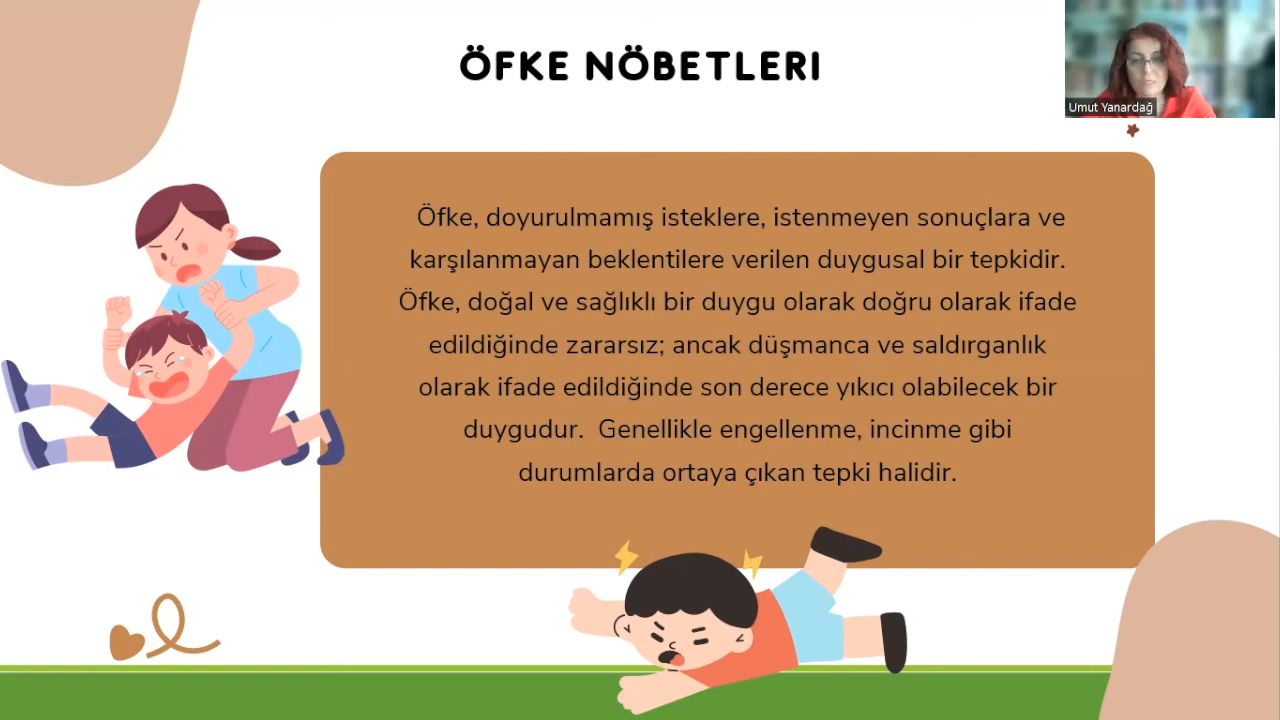 ÖFKE NÖBETLERI
Umut Yanardağ
Öfke, doyurulmamış isteklere, istenmeyen sonuçlara ve
karşılanmayan beklentilere verilen duygusal bir tepkidir.
Öfke, doğal ve sağlıklı bir duygu olarak doğru olarak ifade
edildiğinde zararsız; ancak düşmanca ve saldırganlık
olarak ifade edildiğinde son derece yıkıcı olabilecek bir
duygudur.  Genellikle engellenme, incinme gibi
durumlarda ortaya çıkan tepki halidir.